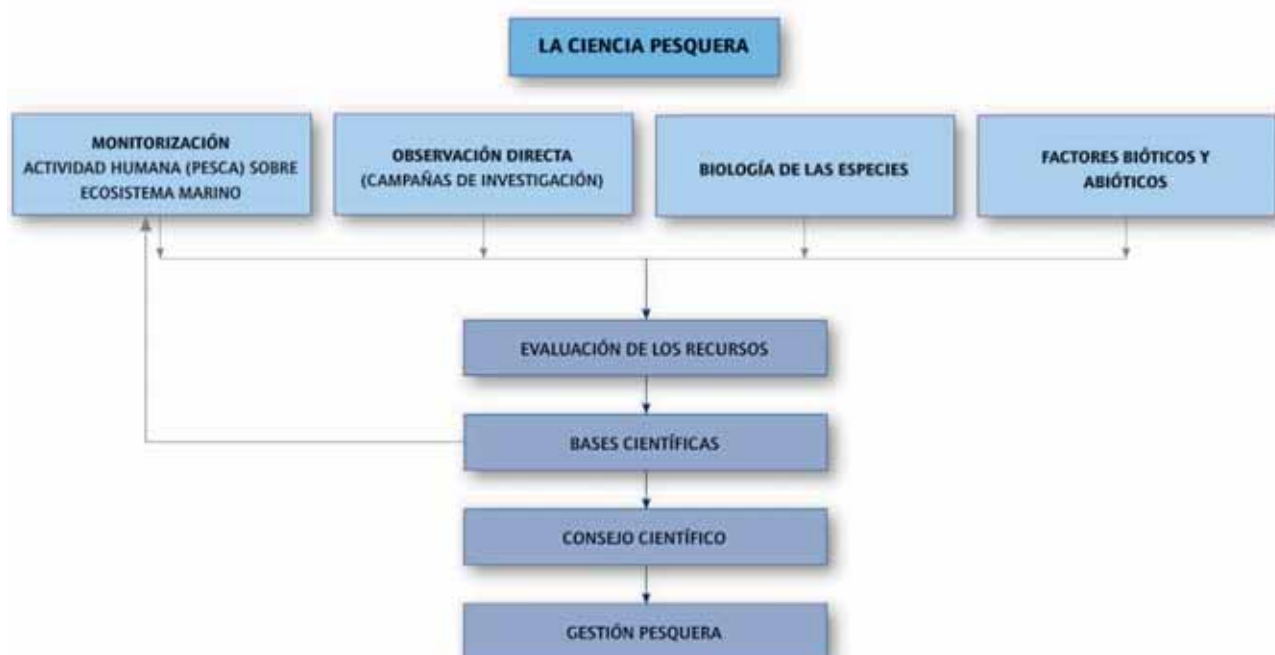 LA CIENCIA PESQUERA
MONITORIZACIÓN
ACTIVIDAD HUMANA (PESCA) SOBRE
ECOSISTEMA MARINO
OBSERVACIÓN DIRECTA
(CAMPAÑAS DE INVESTIGACIÓN)
BIOLOGÍA DE LAS ESPECIES
FACTORES BIÓTICOS Y
ABIÓTICOS
EVALUACIÓN DE LOS RECURSOS
BASES CIENTÍFICAS
CONSEJO CIENTÍFICO
GESTIÓN PESQUERA